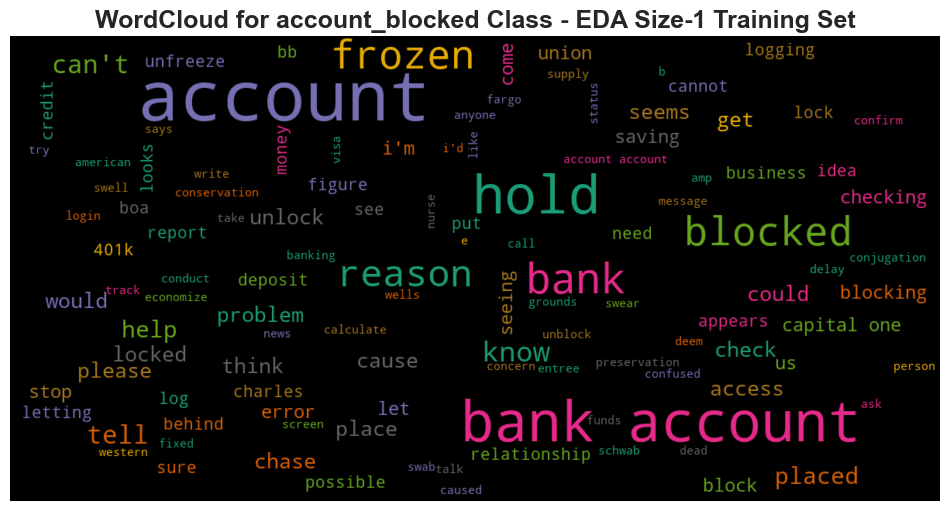 WordCloud for account_blocked Class - EDA Size-1 Training Set
can't
unfreeze
bb
frozen
come
union
logging
supply
b
cannot
credit
account
fargo
status
anyone
seems
get
lock
confirm
says
try
american
looks
money
visa
i'm
i'd
like
saving
account account
business
idea
swell
write
conservation
figure
amp
message
checking
login
boa
take
unlock
see
nurse
hold
put
need
blocked
report
401k
e
call
banking
reason
bank
conjugation
delay
conduct
deposit
track
economize
would
wells
seeing
grounds
swear
could
blocking
help
problem
news
calculate
unblock
appears
capital one
locked
think
cause
know
concern
entree
preservation
confused
deem
check
us
person
please
stop
charles
access
letting
log
error
let
behind
screen
place
bank account
funds
ask
tell
fixed
western
relationship
schwab
dead
sure
chase
swab
talk
placed
possible
caused
block